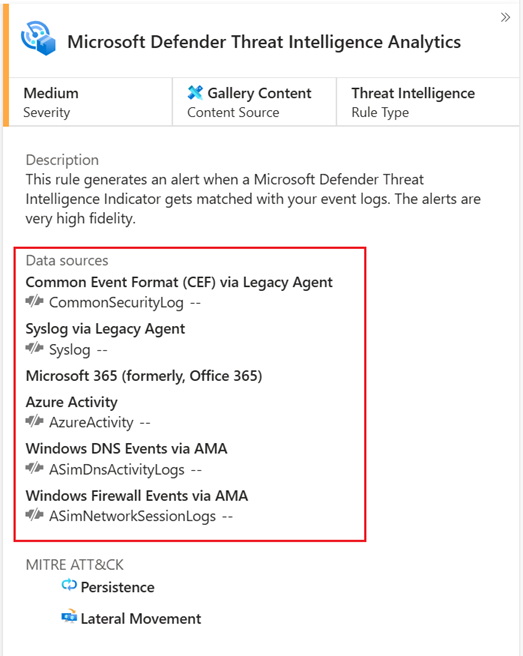 »
Microsoft Defender Threat Intelligence Analytics
Medium
Severity
Gallery Content
Content Source
Threat Intelligence
Rule Type
Description
This rule generates an alert when a Microsoft Defender Threat
Intelligence Indicator gets matched with your event logs. The alerts are
very high fidelity.
Data sources
Common Event Format (CEF) via Legacy Agent
CommonSecurityLog --
Syslog via Legacy Agent
Syslog --
Microsoft 365 (formerly, Office 365)
Azure Activity
AzureActivity --
Windows DNS Events via AMA
ASimDnsActivityLogs --
Windows Firewall Events via AMA
ASimNetworkSessionLogs --
MITRE ATT&CK
Persistence
Lateral Movement